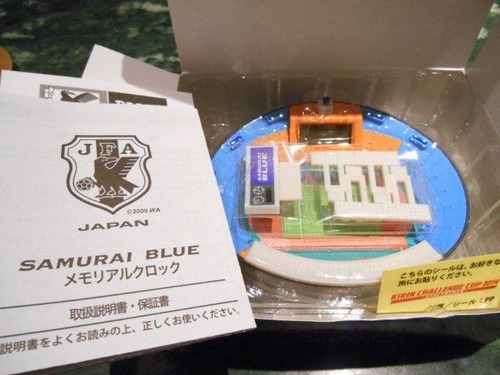 JFA
©2009 JFA
JAPAN
SAMURAI BLUE
メモリアルクロック
取扱説明書・保証書
説明書をよくお読みの上、正しくお使いください。
SAMURAI
BLUE
こちらのシールは、お好きな
所にお貼りください。
KIRIN CHALLENGE CUP 2014
/シール:PP